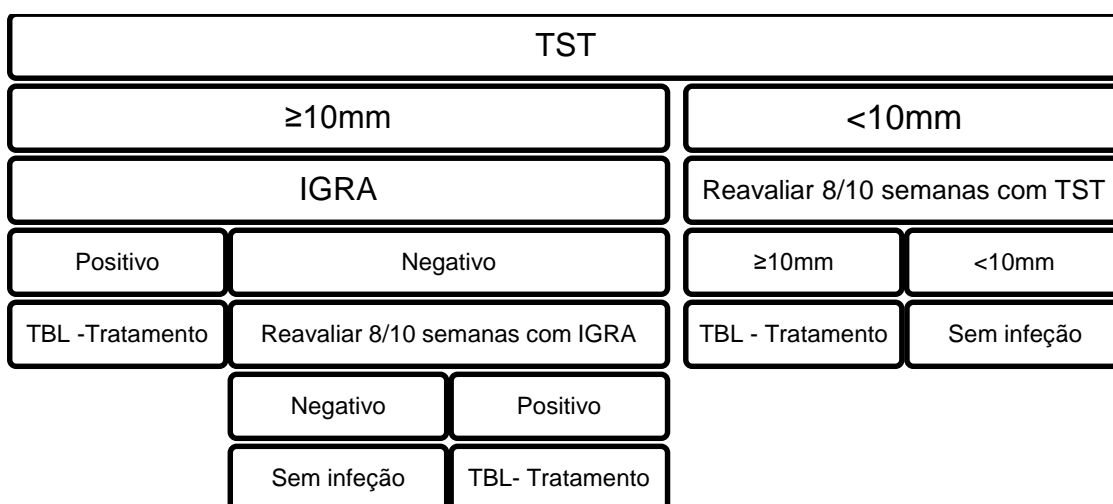 TST
≥10mm
<10mm
IGRA
Reavaliar 8/10 semanas com TST
Positivo
Negativo
≥10mm
<10mm
TBL -Tratamento
Reavaliar 8/10 semanas com IGRA
TBL - Tratamento
Sem infeção
Negativo
Positivo
Sem infeção
TBL- Tratamento